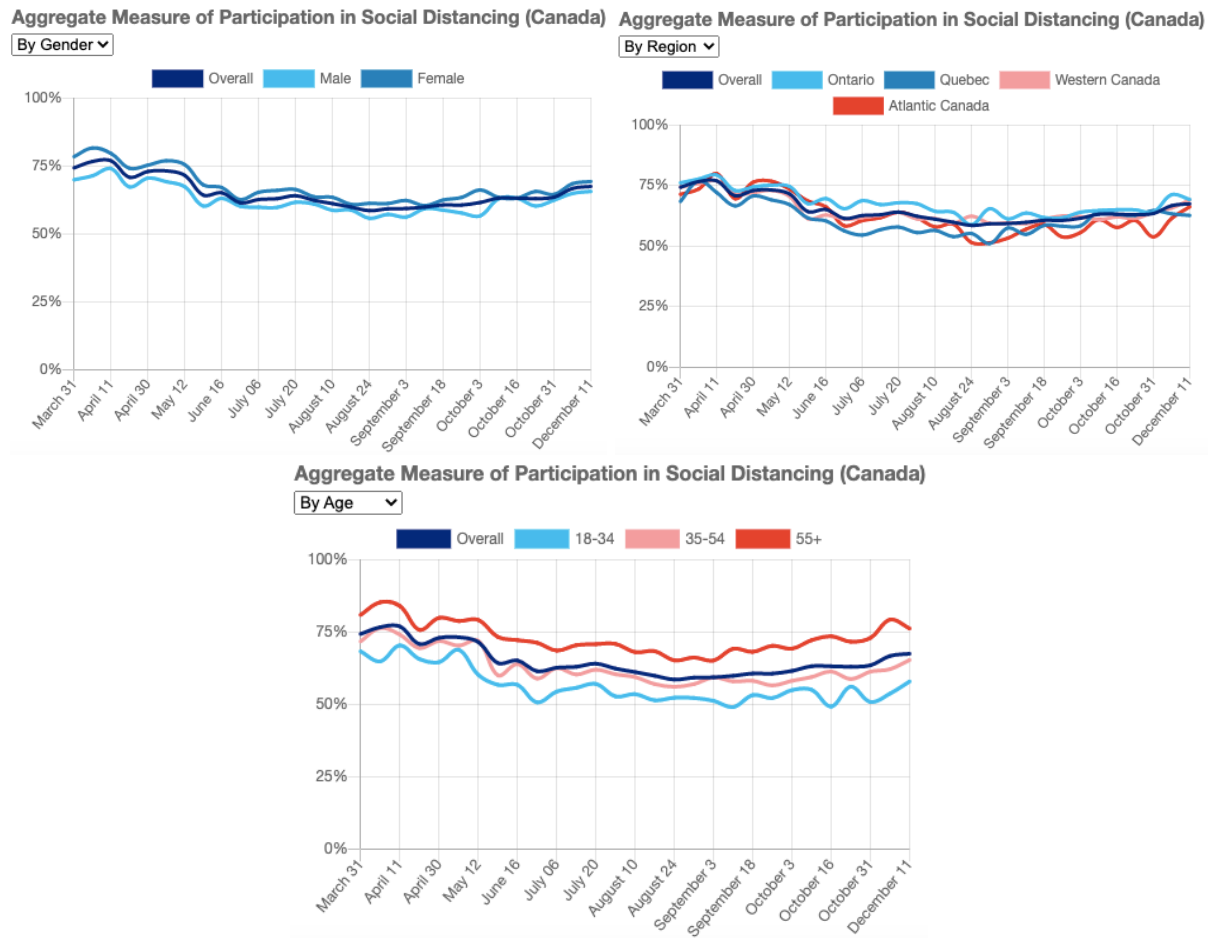 Aggregate Measure of Participation in Social Distancing (Canada)
By Gender
Overall Male Female
100%
75%
50%
25%
0%
March 31 April 11 April 30 May 12 June 16 July 06 July 20 August 10 August 24 September 3 September 18 October 3 October 16 October 31 December 11
Aggregate Measure of Participation in Social Distancing (Canada)
By Region
Overall Ontario Quebec Western Canada
Atlantic Canada
100%
75%
50%
25%
0%
March 31 April 11 April 30 May 12 June 16 July 06 July 20 August 10 August 24 September 3 September 18 October 3 October 16 October 31 December 11
Aggregate Measure of Participation in Social Distancing (Canada)
By Age
Overall 18-34 35-54 55+
100%
75%
50%
25%
0%
March 31 April 11 April 30 May 12 June 16 July 06 July 20 August 10 August 24 September 3 September 18 October 3 October 16 October 31 December 11